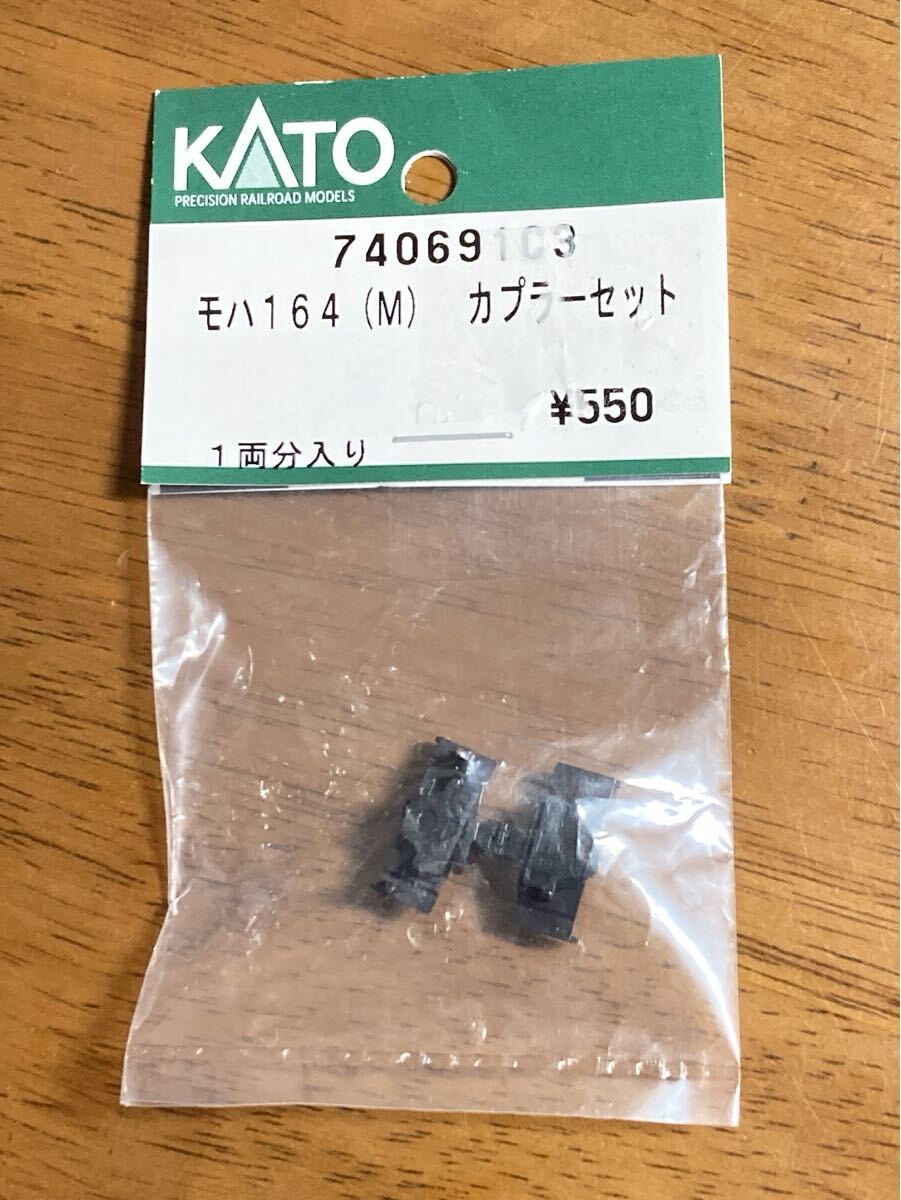 KATO
PRECISION RAILROAD MODELS
74069103
モハ164(M) カプラーセット
¥550
1両分入り